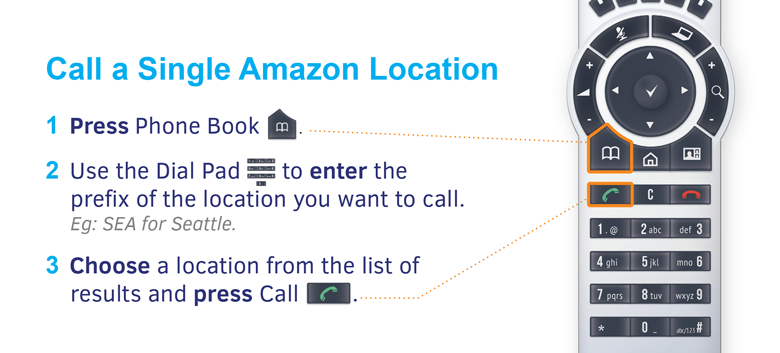 Call a Single Amazon Location
1 Press Phone Book .
2 Use the Dial Pad to enter the
prefix of the location you want to call.
Eg: SEA for Seattle.
3 Choose a location from the list of
results and press Call .
+ +
- -
C
1 . @ 2 abc def 3
4 ghi 5 jkl mno 6
7 pqrs 8 tuv wxyz 9
* 0 _ abc/123 #